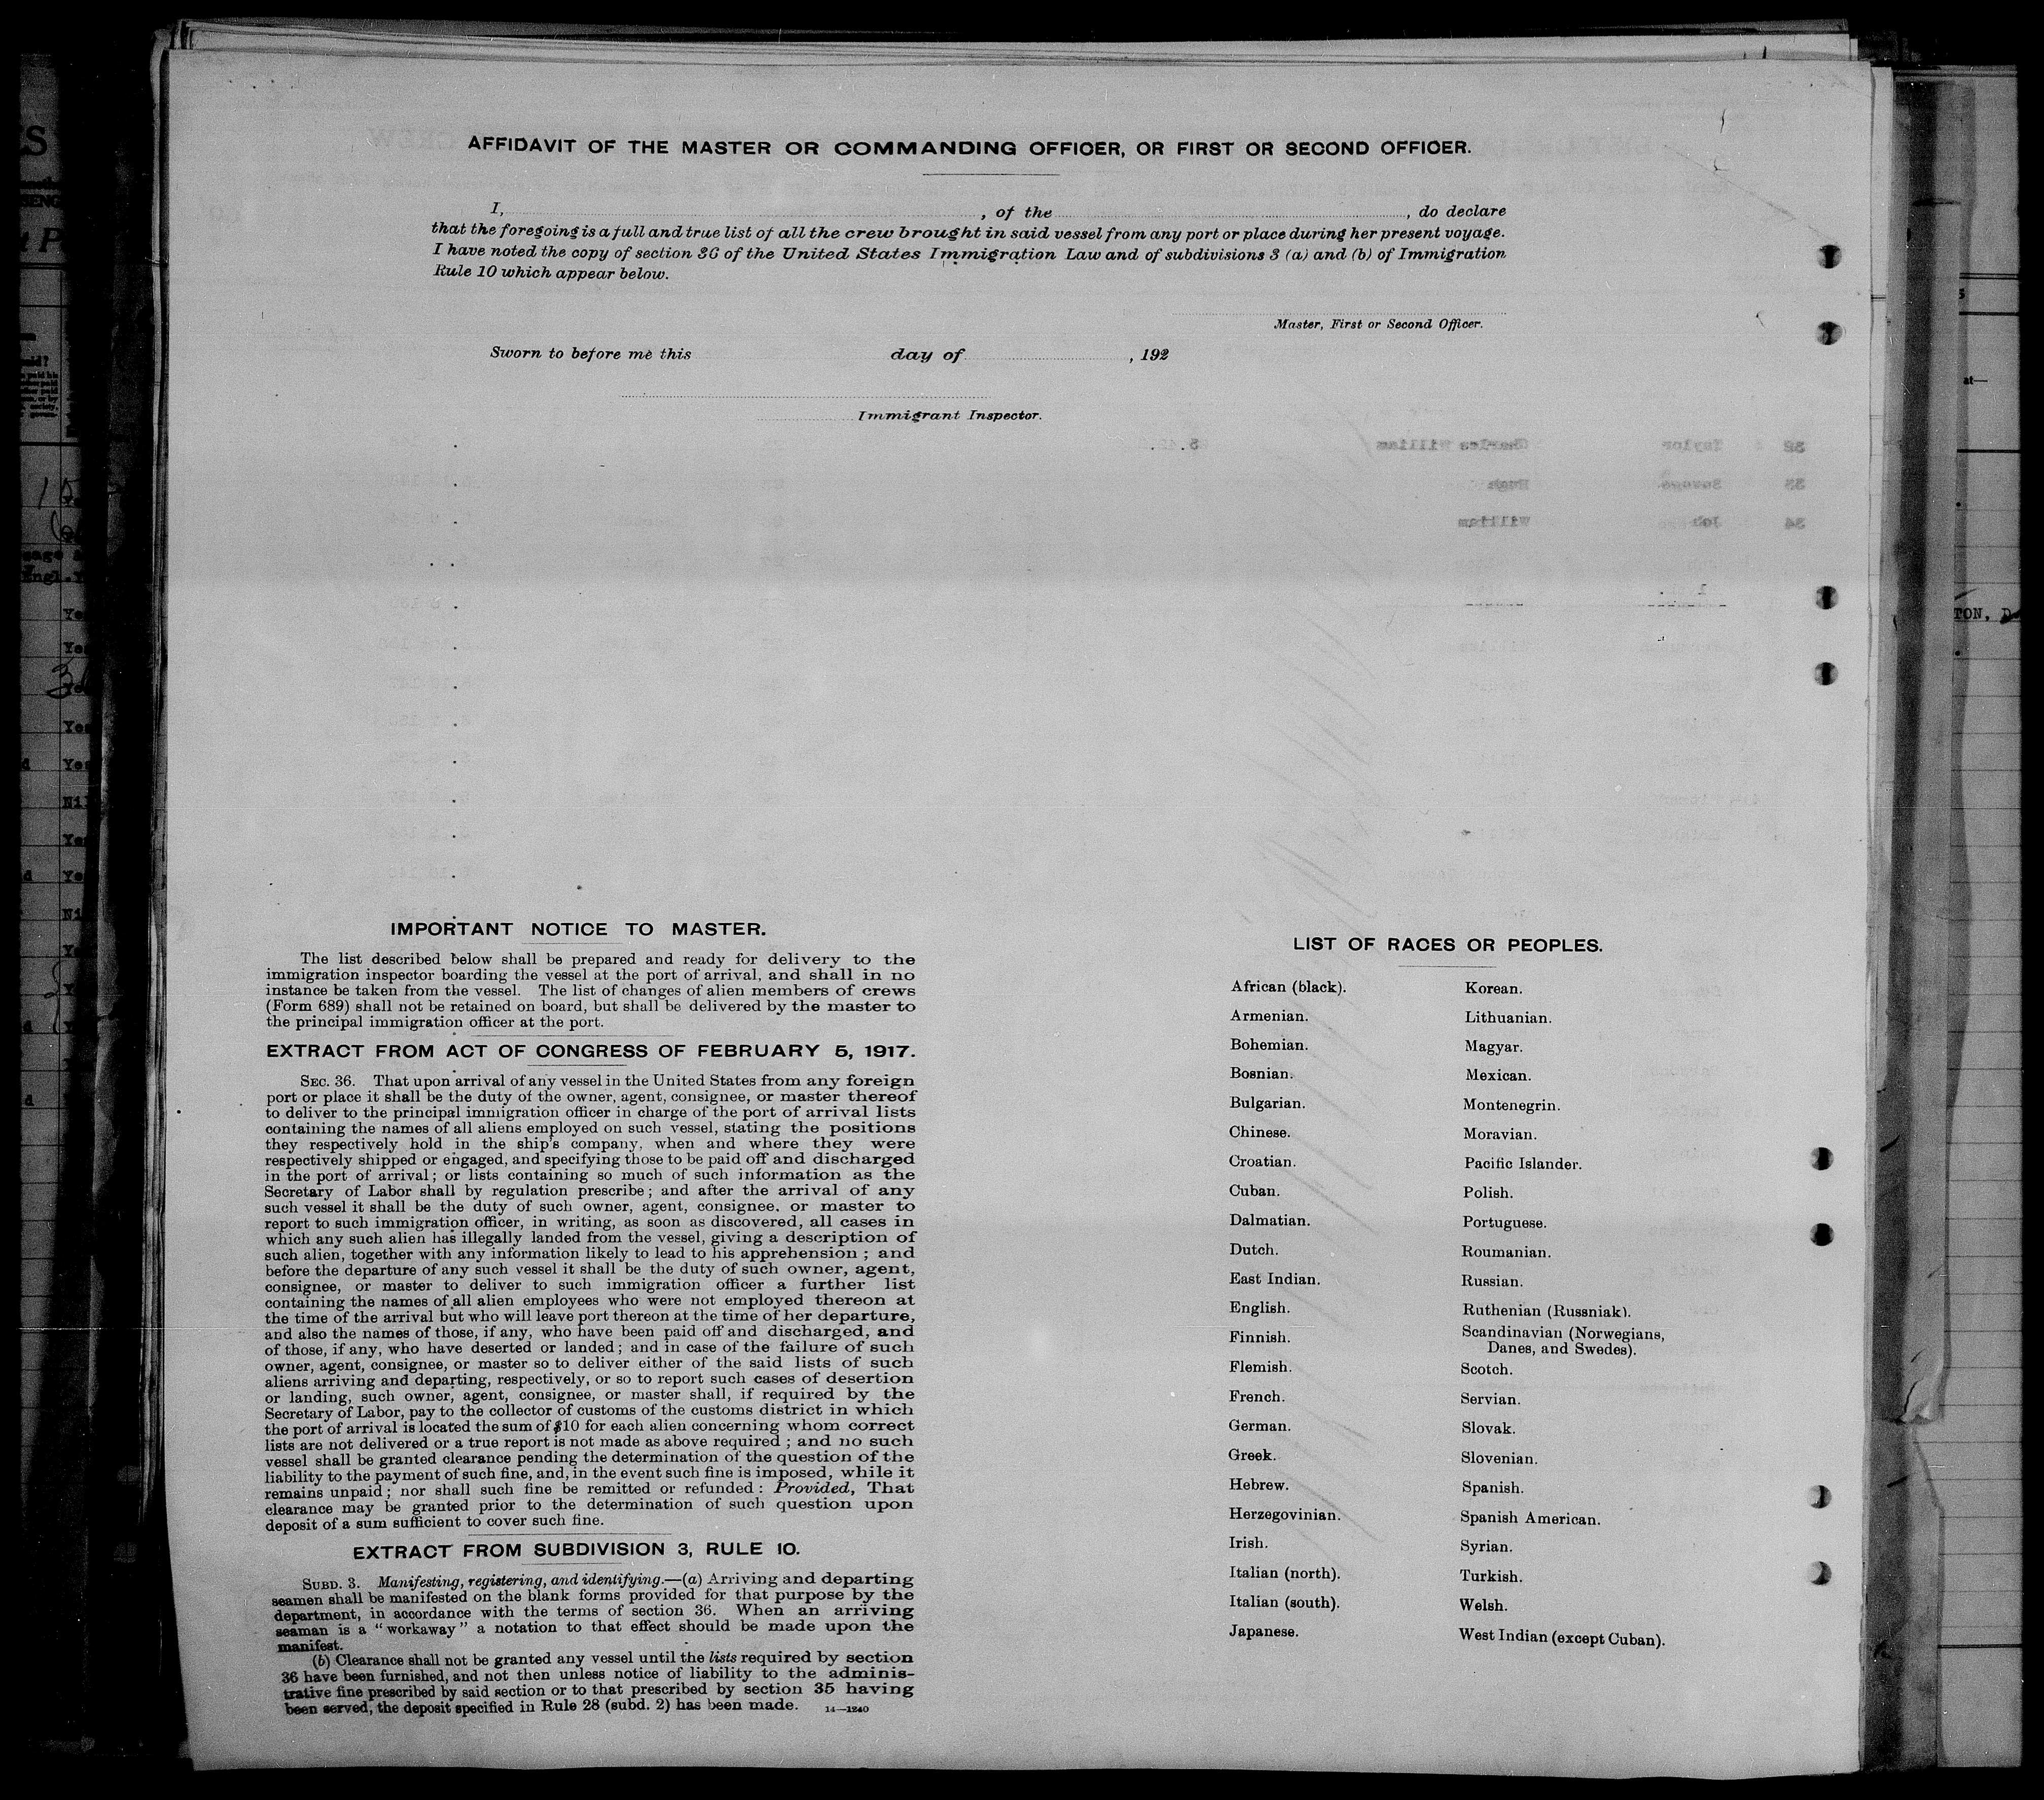 AFFIDAVIT OF THE MASTER OR COMMANDING OFFICER, OR FIRST OR SECOND OFFICER.
I, , of the , do declare
that the foregoing is a full and true list of all the crew brought in said vessel from any port or place during her present voyage.
I have noted the copy of section 36 of the United States Immigration Law and of subdivisions 3 (a) and (b) of Immigration
Rule 10 which appear below.
Master, First or Second Officer.
Sworn to before me this day of , 192
Immigrant Inspector.
32 Taylor Charles William
33 Hugh
34 Job William
IMPORTANT NOTICE TO MASTER.
The list described below shall be prepared and ready for delivery to the
immigration inspector boarding the vessel at the port of arrival, and shall in no
instance be taken from the vessel. The list of changes of alien members of crews
(Form 689) shall not be retained on board, but shall be delivered by the master to
the principal immigration officer at the port.
EXTRACT FROM ACT OF CONGRESS OF FEBRUARY 5, 1917.
SEC. 36. That upon arrival of any vessel in the United States from any foreign
port or place it shall be the duty of the owner, agent, consignee, or master thereof
to deliver to the principal immigration officer in charge of the port of arrival lists
containing the names of all aliens employed on such vessel, stating the positions
they respectively hold in the ship's company, when and where they were
respectively shipped or engaged, and specifying those to be paid off and discharged
in the port of arrival; or lists containing so much of such information as the
Secretary of Labor shall by regulation prescribe; and after the arrival of any
such vessel it shall be the duty of such owner, agent, consignee, or master to
report to such immigration officer, in writing, as soon as discovered, all cases in
which any such alien has illegally landed from the vessel, giving a description of
such alien, together with any information likely to lead to his apprehension; and
before the departure of any such vessel it shall be the duty of such owner, agent,
consignee, or master to deliver to such immigration officer a further list
containing the names of all alien employees who were not employed thereon at
the time of the arrival but who will leave port thereon at the time of her departure,
and also the names of those, if any, who have been paid off and discharged, and
of those, if any, who have deserted or landed; and in case of the failure of such
owner, agent, consignee, or master so to deliver either of the said lists of such
aliens arriving and departing, respectively, or so to report such cases of desertion
or landing, such owner, agent, consignee, or master shall, if required by the
Secretary of Labor, pay to the collector of customs of the customs district in which
the port of arrival is located the sum of $10 for each alien concerning whom correct
lists are not delivered or a true report is not made as above required; and no such
vessel shall be granted clearance pending the determination of the question of the
liability to the payment of such fine, and, in the event such fine is imposed, while it
remains unpaid; nor shall such fine be remitted or refunded: Provided, That
clearance may be granted prior to the determination of such question upon
deposit of a sum sufficient to cover such fine.
EXTRACT FROM SUBDIVISION 3, RULE 10.
SUBD. 3. Manifesting, registering, and identifying.—(a) Arriving and departing
seamen shall be manifested on the blank forms provided for that purpose by the
department, in accordance with the terms of section 36. When an arriving
seaman is a "workaway" a notation to that effect should be made upon the
manifest.
(b) Clearance shall not be granted any vessel until the lists required by section
36 have been furnished, and not then unless notice of liability to the adminis-
trative fine prescribed by said section or to that prescribed by section 35 having
been served, the deposit specified in Rule 28 (subd. 2) has been made. 14—1240
LIST OF RACES OR PEOPLES.
African (black).
Armenian.
Bohemian.
Bosnian.
Bulgarian.
Chinese.
Croatian.
Cuban.
Dalmatian.
Dutch.
East Indian.
English.
Finnish.
Flemish.
French.
German.
Greek.
Hebrew.
Herzegovinian.
Irish.
Italian (north).
Italian (south).
Japanese.
Korean.
Lithuanian.
Magyar.
Mexican.
Montenegrin.
Moravian.
Pacific Islander.
Polish.
Portuguese.
Roumanian.
Russian.
Ruthenian (Russniak).
Scandinavian (Norwegians,
Danes, and Swedes).
Scotch.
Servian.
Slovak.
Slovenian.
Spanish.
Spanish American.
Syrian.
Turkish.
Welsh.
West Indian (except Cuban).